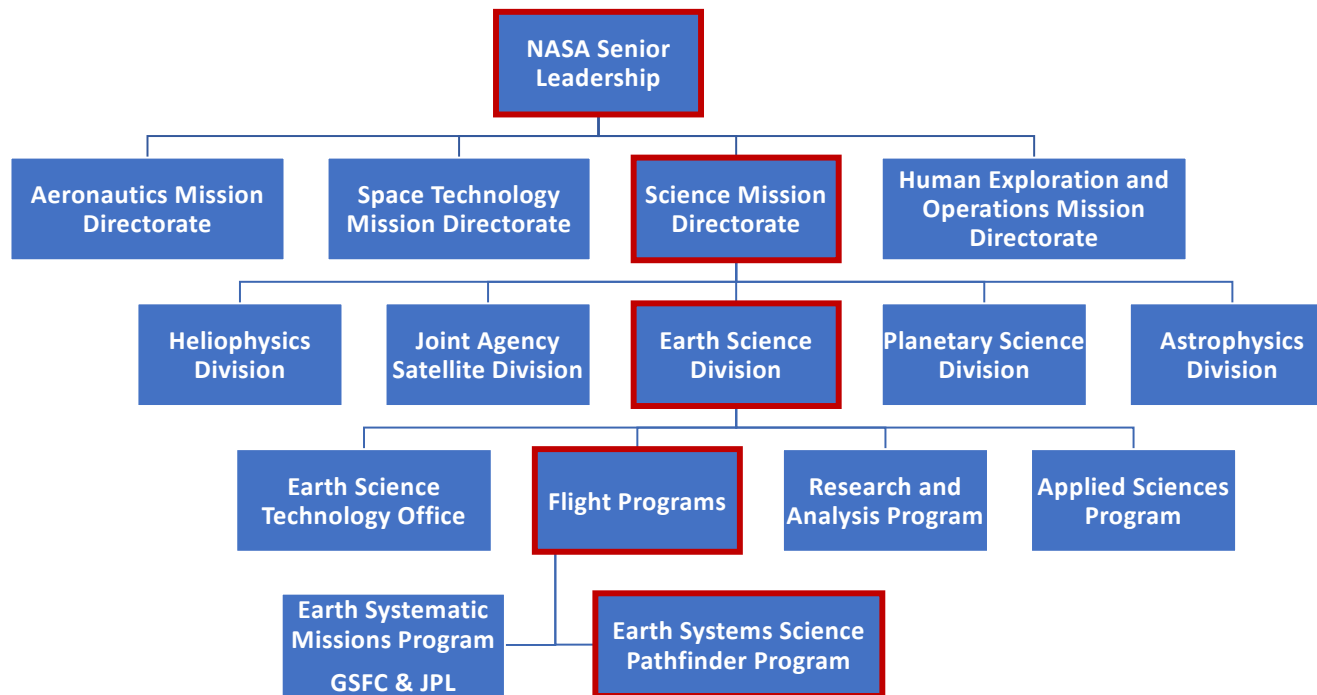 NASA Senior
Leadership
Aeronautics Mission
Directorate
Space Technology
Mission Directorate
Science Mission
Directorate
Human Exploration and
Operations Mission
Directorate
Heliophysics
Division
Joint Agency
Satellite Division
Earth Science
Division
Planetary Science
Division
Astrophysics
Division
Earth Science
Technology Office
Flight Programs
Research and
Analysis Program
Applied Sciences
Program
Earth Systematic
Missions Program
GSFC & JPL
Earth Systems Science
Pathfinder Program